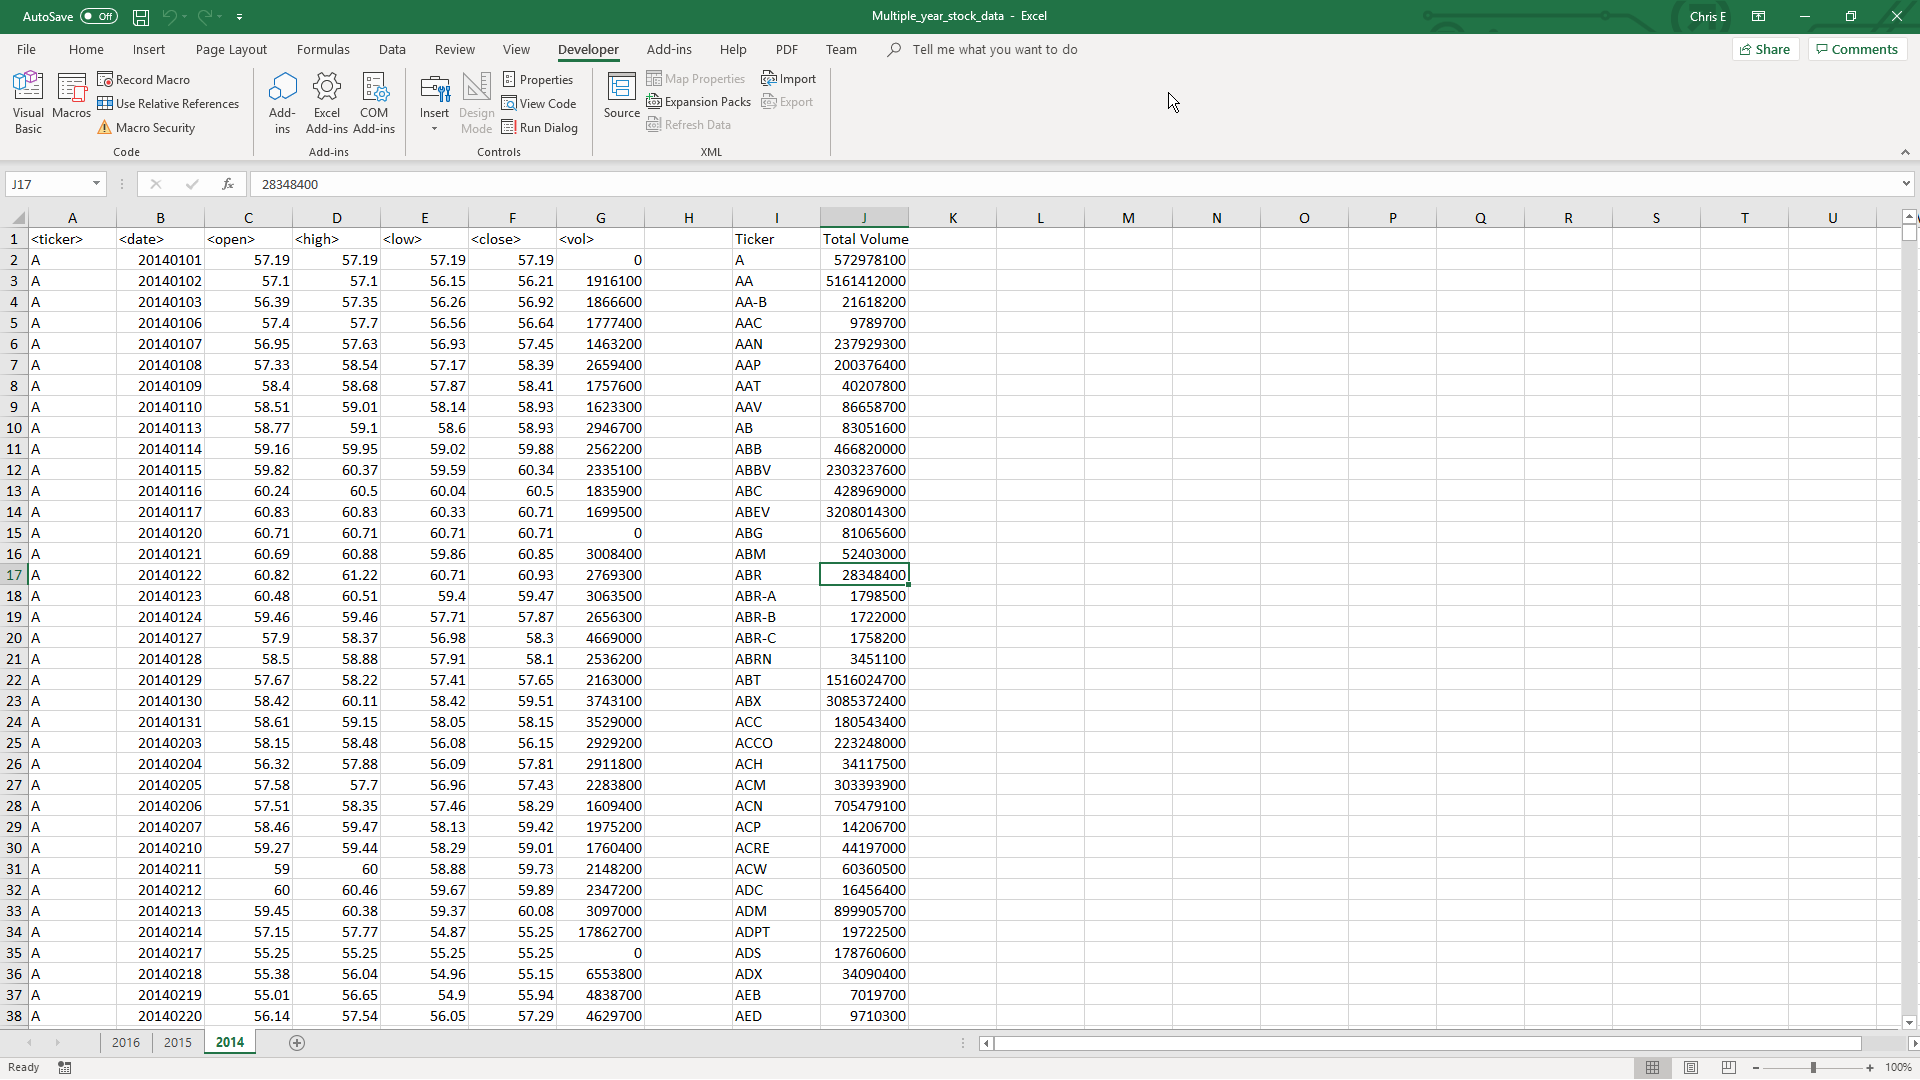 AutoSave Off Multiple_year_stock_data - Excel Chris E
File Home Insert Page Layout Formulas Data Review View Developer Add-ins Help PDF Team Tell me what you want to do Share Comments
Visual Basic
Macros
Record Macro
Use Relative References
Macro Security
Code
Add-ins
Excel Add-ins
COM Add-ins
Add-ins
Insert
Design Mode
Properties
View Code
Run Dialog
Controls
Source
Map Properties
Expansion Packs
Refresh Data
Import
Export
XML
J17 fx 28348400
A B C D E F G H I J K L M N O P Q R S T U
1 <ticker> <date> <open> <high> <low> <close> <vol> Ticker Total Volume
2 A 20140101 57.19 57.19 57.19 57.19 0 A 572978100
3 A 20140102 57.1 57.1 56.15 56.21 1916100 AA 5161412000
4 A 20140103 56.39 57.35 56.26 56.92 1866600 AA-B 21618200
5 A 20140106 57.4 57.7 56.56 56.64 1777400 AAC 9789700
6 A 20140107 56.95 57.63 56.93 57.45 1463200 AAN 237929300
7 A 20140108 57.33 58.54 57.17 58.39 2659400 AAP 200376400
8 A 20140109 58.4 58.68 57.87 58.41 1757600 AAT 40207800
9 A 20140110 58.51 59.01 58.14 58.93 1623300 AAV 86658700
10 A 20140113 58.77 59.1 58.6 58.93 2946700 AB 83051600
11 A 20140114 59.16 59.95 59.02 59.88 2562200 ABB 466820000
12 A 20140115 59.82 60.37 59.59 60.34 2335100 ABBV 2303237600
13 A 20140116 60.24 60.5 60.04 60.5 1835900 ABC 428969000
14 A 20140117 60.83 60.83 60.33 60.71 1699500 ABEV 3208014300
15 A 20140120 60.71 60.71 60.71 60.71 0 ABG 81065600
16 A 20140121 60.69 60.88 59.86 60.85 3008400 ABM 52403000
17 A 20140122 60.82 61.22 60.71 60.93 2769300 ABR 28348400
18 A 20140123 60.48 60.51 59.4 59.47 3063500 ABR-A 1798500
19 A 20140124 59.46 59.46 57.71 57.87 2656300 ABR-B 1722000
20 A 20140127 57.9 58.37 56.98 58.3 4669000 ABR-C 1758200
21 A 20140128 58.5 58.88 57.91 58.1 2536200 ABRN 3451100
22 A 20140129 57.67 58.22 57.41 57.65 2163000 ABT 1516024700
23 A 20140130 58.42 60.11 58.42 59.51 3743100 ABX 3085372400
24 A 20140131 58.61 59.15 58.05 58.15 3529000 ACC 180543400
25 A 20140203 58.15 58.48 56.08 56.15 2929200 ACCO 223248000
26 A 20140204 56.32 57.88 56.09 57.81 2911800 ACH 34117500
27 A 20140205 57.58 57.7 56.96 57.43 2283800 ACM 303393900
28 A 20140206 57.51 58.35 57.46 58.29 1609400 ACN 705479100
29 A 20140207 58.46 59.47 58.13 59.42 1975200 ACP 14206700
30 A 20140210 59.27 59.44 58.29 59.01 1760400 ACRE 44197000
31 A 20140211 59 60 58.88 59.73 2148200 ACW 60360500
32 A 20140212 60 60.46 59.67 59.89 2347200 ADC 16456400
33 A 20140213 59.45 60.38 59.37 60.08 3097000 ADM 899905700
34 A 20140214 57.15 57.77 54.87 55.25 17862700 ADPT 19722500
35 A 20140217 55.25 55.25 55.25 55.25 0 ADS 178760600
36 A 20140218 55.38 56.04 54.96 55.15 6553800 ADX 34090400
37 A 20140219 55.01 56.65 54.9 55.94 4838700 AEB 7019700
38 A 20140220 56.14 57.54 56.05 57.29 4629700 AED 9710300
2016 2015 2014
Ready 100%